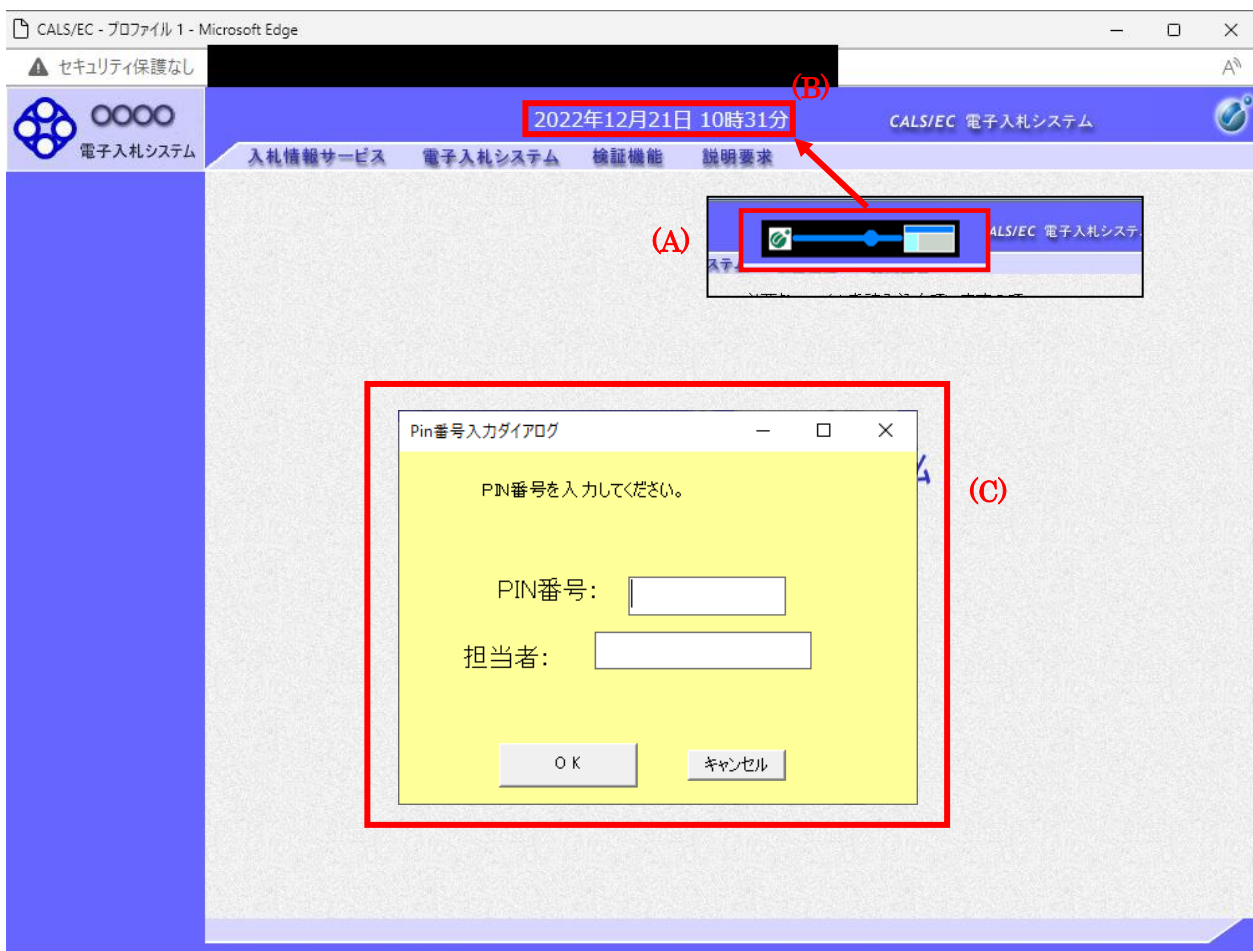 CALS/EC - プロファイル 1 - Microsoft Edge
セキュリティ保護なし
(B)
OOOO
電子入札システム
2022年12月21日 10時31分
CALS/EC 電子入札システム
入札情報サービス 電子入札システム 検証機能 説明要求
(A)
ALS/EC 電子入札システ
ステ
Pin番号入力ダイアログ
PIN番号を入力してください。
ム
(C)
PIN番号:
担当者:
OK
キャンセル